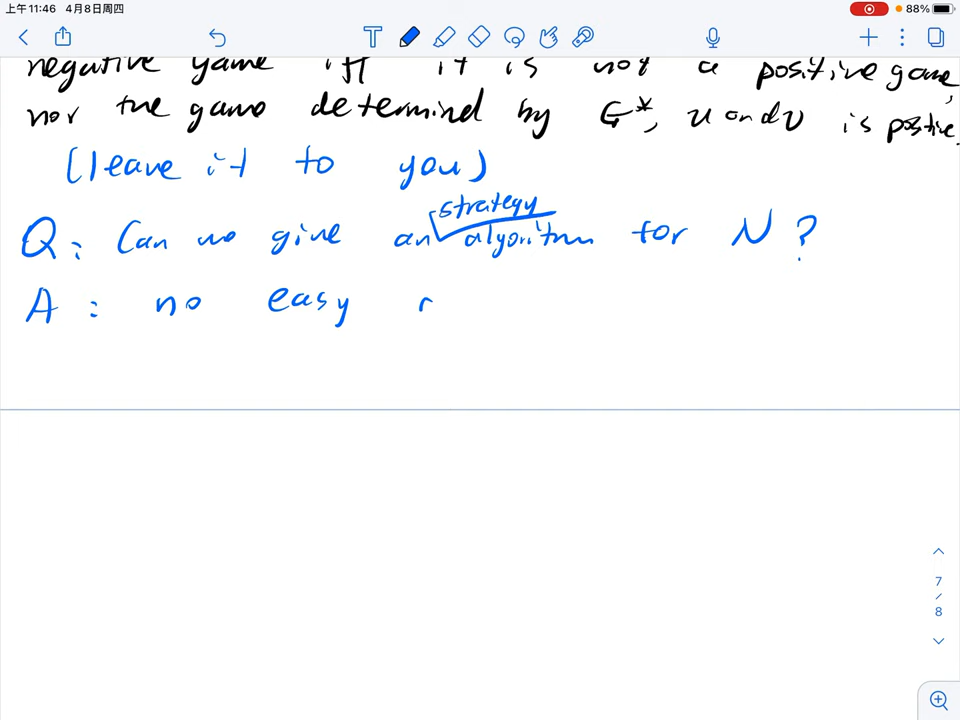 上午11:46 4月8日周四
88%
negative game iff it is not a positive game,
nor the game determind by G*, u and v is postive.
(leave it to you)
strategy
Q: Can we give an algorithm for N ?
A: no easy r
7
/
8